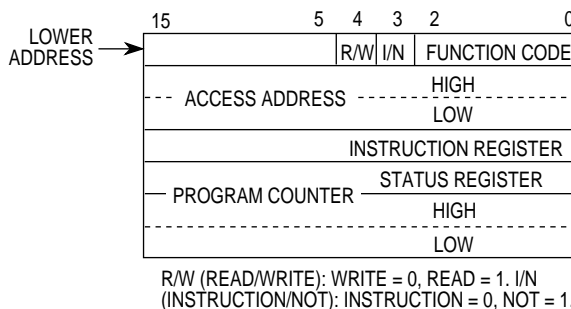 15 5 4 3 2 0
LOWER
ADDRESS
R/W I/N FUNCTION CODE
HIGH
ACCESS ADDRESS
LOW
INSTRUCTION REGISTER
STATUS REGISTER
PROGRAM COUNTER
HIGH
LOW
R/W (READ/WRITE): WRITE = 0, READ = 1. I/N
(INSTRUCTION/NOT): INSTRUCTION = 0, NOT = 1.